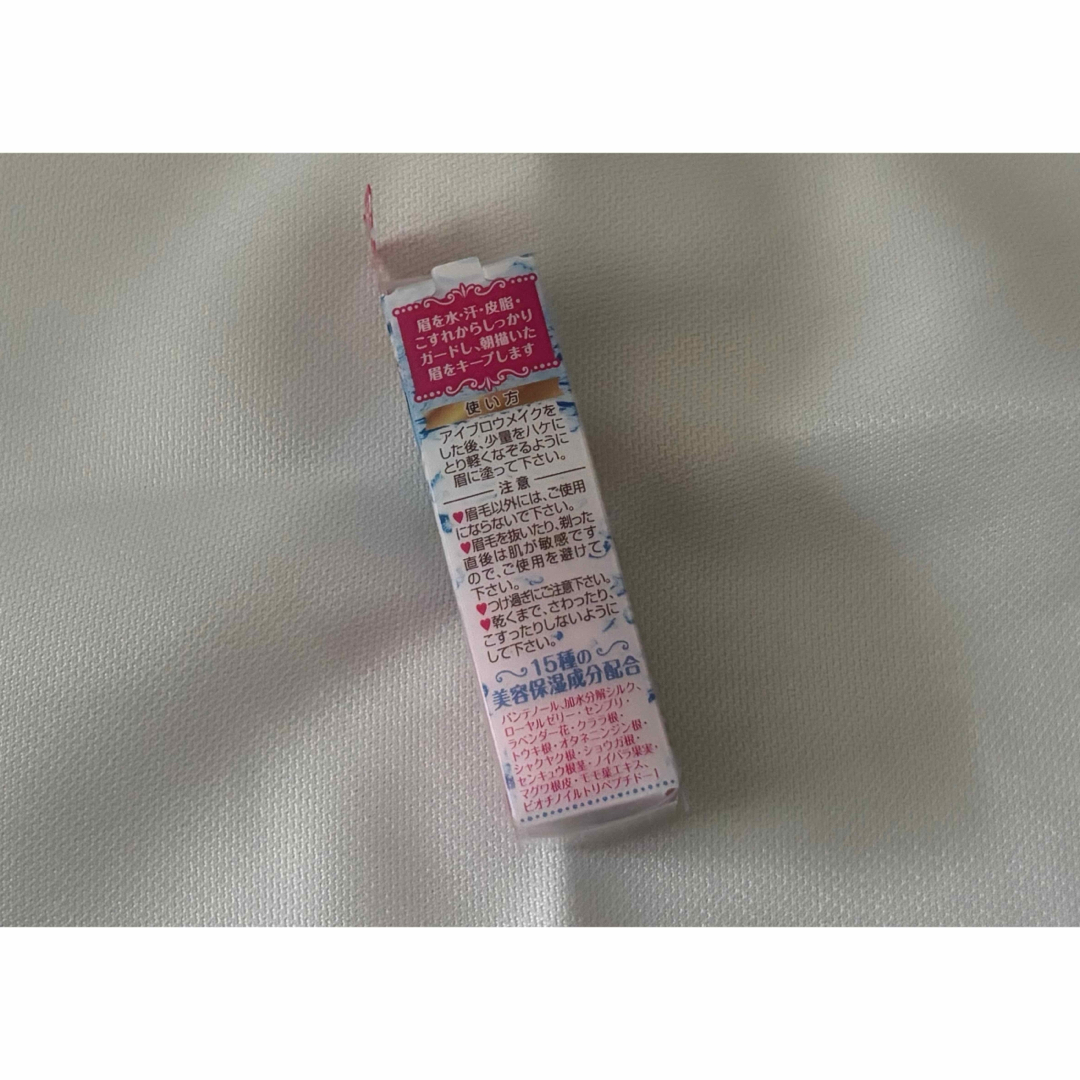 眉を水・汗・皮脂・
こすれからしっかり
ガードし、朝描いた
眉をキープします
使い方
アイブロウメイクを
した後、少量をハケに
とり軽くなぞるように
眉に塗って下さい。
注意
♥眉毛以外には、ご使用
にならないで下さい。
♥眉毛を抜いたり、剃った
直後は肌が敏感です
ので、ご使用を避けて
下さい。
♥つけ過ぎにご注意下さい。
♥乾くまで、さわったり、
こすったりしないように
して下さい。
15種の
美容保湿成分配合
パンテノール、加水分解シルク、
ローヤルゼリー・センブリ・
ラベンダー花・クララ根・
トウキ根・オタネニンジン根・
シャクヤク根・ショウガ根・
センキュウ根茎・ノイバラ果実・
マグワ根皮・モモ葉エキス、
ビオチノイルトリペプチド-1